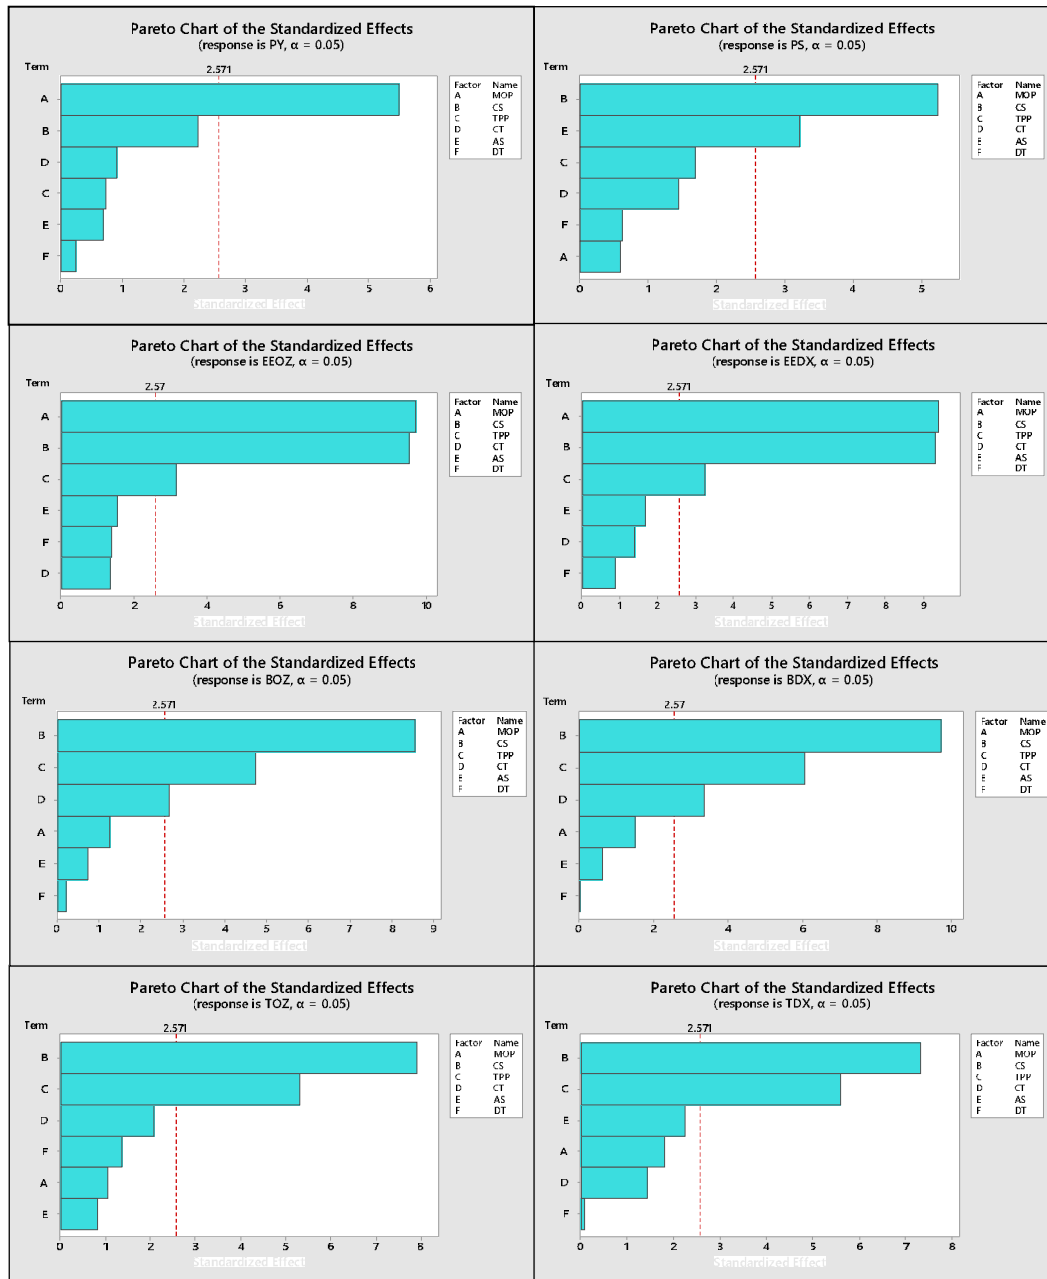 Pareto Chart of the Standardized Effects
(response is PY, α = 0.05)
Term
2.571
A
B
D
C
E
F
0 1 2 3 4 5 6
Standardized Effect
Factor Name
A MOP
B CS
C TPP
D CT
E AS
F DT
Pareto Chart of the Standardized Effects
(response is PS, α = 0.05)
Term
2.571
B
E
C
D
F
A
0 1 2 3 4 5
Standardized Effect
Factor Name
A MOP
B CS
C TPP
D CT
E AS
F DT
Pareto Chart of the Standardized Effects
(response is EEOZ, α = 0.05)
Term
2.57
A
B
C
E
F
D
0 2 4 6 8 10
Standardized Effect
Factor Name
A MOP
B CS
C TPP
D CT
E AS
F DT
Pareto Chart of the Standardized Effects
(response is EEDX, α = 0.05)
Term
2.571
A
B
C
E
D
F
0 1 2 3 4 5 6 7 8 9
Standardized Effect
Factor Name
A MOP
B CS
C TPP
D CT
E AS
F DT
Pareto Chart of the Standardized Effects
(response is BOZ, α = 0.05)
Term
2.571
B
C
D
A
E
F
0 1 2 3 4 5 6 7 8 9
Standardized Effect
Factor Name
A MOP
B CS
C TPP
D CT
E AS
F DT
Pareto Chart of the Standardized Effects
(response is BDX, α = 0.05)
Term
2.57
B
C
D
A
E
F
0 2 4 6 8 10
Standardized Effect
Factor Name
A MOP
B CS
C TPP
D CT
E AS
F DT
Pareto Chart of the Standardized Effects
(response is TOZ, α = 0.05)
Term
2.571
B
C
D
F
A
E
0 1 2 3 4 5 6 7 8
Standardized Effect
Factor Name
A MOP
B CS
C TPP
D CT
E AS
F DT
Pareto Chart of the Standardized Effects
(response is TDX, α = 0.05)
Term
2.571
B
C
E
A
D
F
0 1 2 3 4 5 6 7 8
Standardized Effect
Factor Name
A MOP
B CS
C TPP
D CT
E AS
F DT